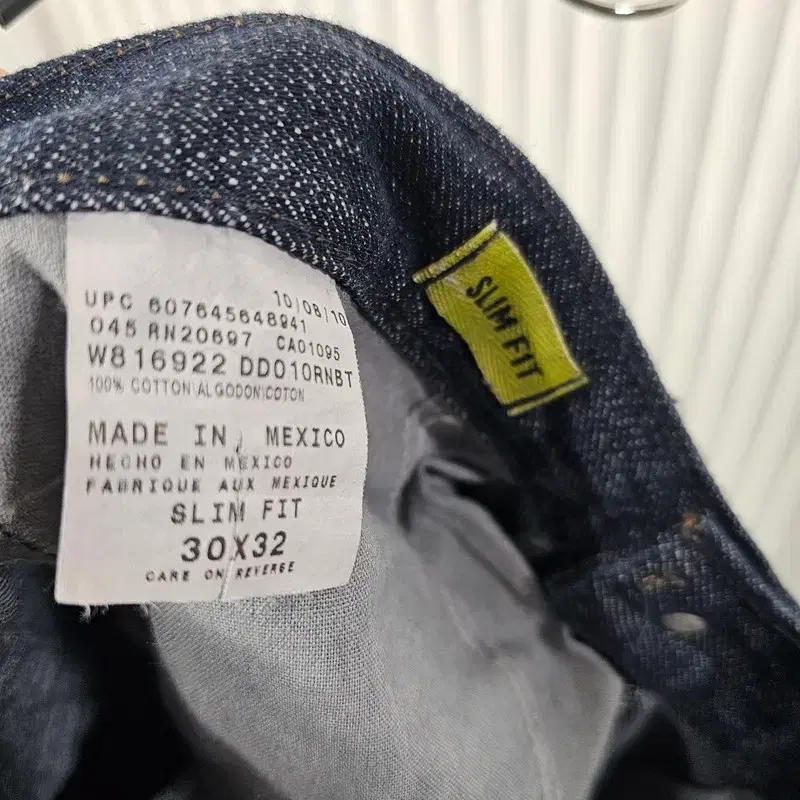 10/08/10
UPC 607645648941
045 RN20697 CA01095
W816922 DD010RNBT
100% COTTON\ALGODON\COTON
MADE IN MEXICO
HECHO EN MEXICO
FABRIQUE AUX MEXIQUE
SLIM FIT
30X32
CARE ON REVERSE
SLIM FIT